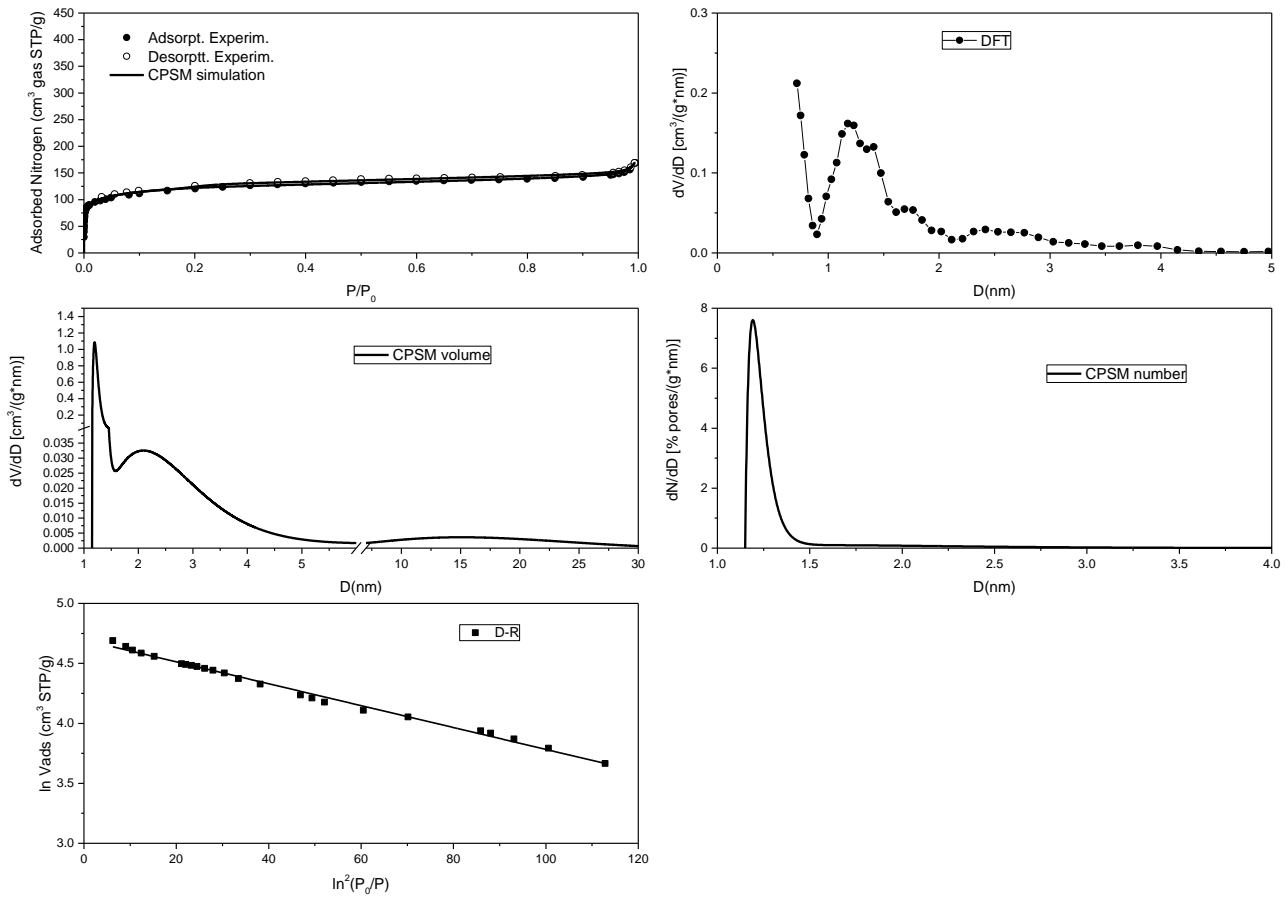 Adsorbed Nitrogen (cm³ gas STP/g)
450
400
350
300
250
200
150
100
50
0
Adsorpt. Experim.
Desorptt. Experim.
CPSM simulation
0.0 0.2 0.4 0.6 0.8 1.0
P/P₀
dV/dD [cm³/(g*nm)]
0.3
0.2
0.1
0.0
DFT
0 1 2 3 4 5
D(nm)
dV/dD [cm³/(g*nm)]
1.4
1.2
1.0
0.8
0.6
0.4
0.2
0.035
0.030
0.025
0.020
0.015
0.010
0.005
0.000
CPSM volume
1 2 3 4 5 10 15 20 25 30
D(nm)
dN/dD [% pores/(g*nm)]
8
6
4
2
0
CPSM number
1.0 1.5 2.0 2.5 3.0 3.5 4.0
D(nm)
ln Vads (cm³ STP/g)
5.0
4.5
4.0
3.5
3.0
D-R
0 20 40 60 80 100 120
ln²(P₀/P)